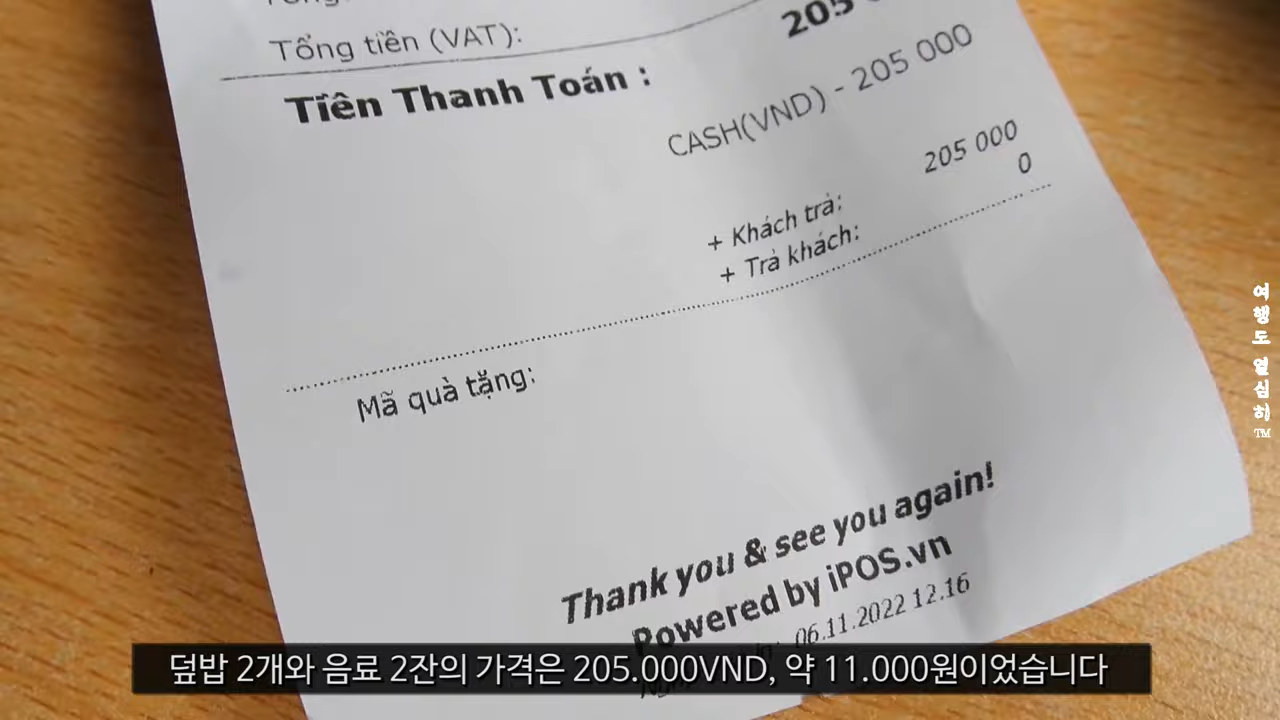 Tổng tiền (VAT):
205
Tiền Thanh Toán :
CASH(VND) - 205 000
+ Khách trả: 205 000
+ Trả khách: 0
Mã quà tặng:
Thank you & see you again!
Powered by iPOS.vn
06.11.2022 12.16
덮밥 2개와 음료 2잔의 가격은 205.000VND, 약 11.000원이었습니다
여행도 열심히™